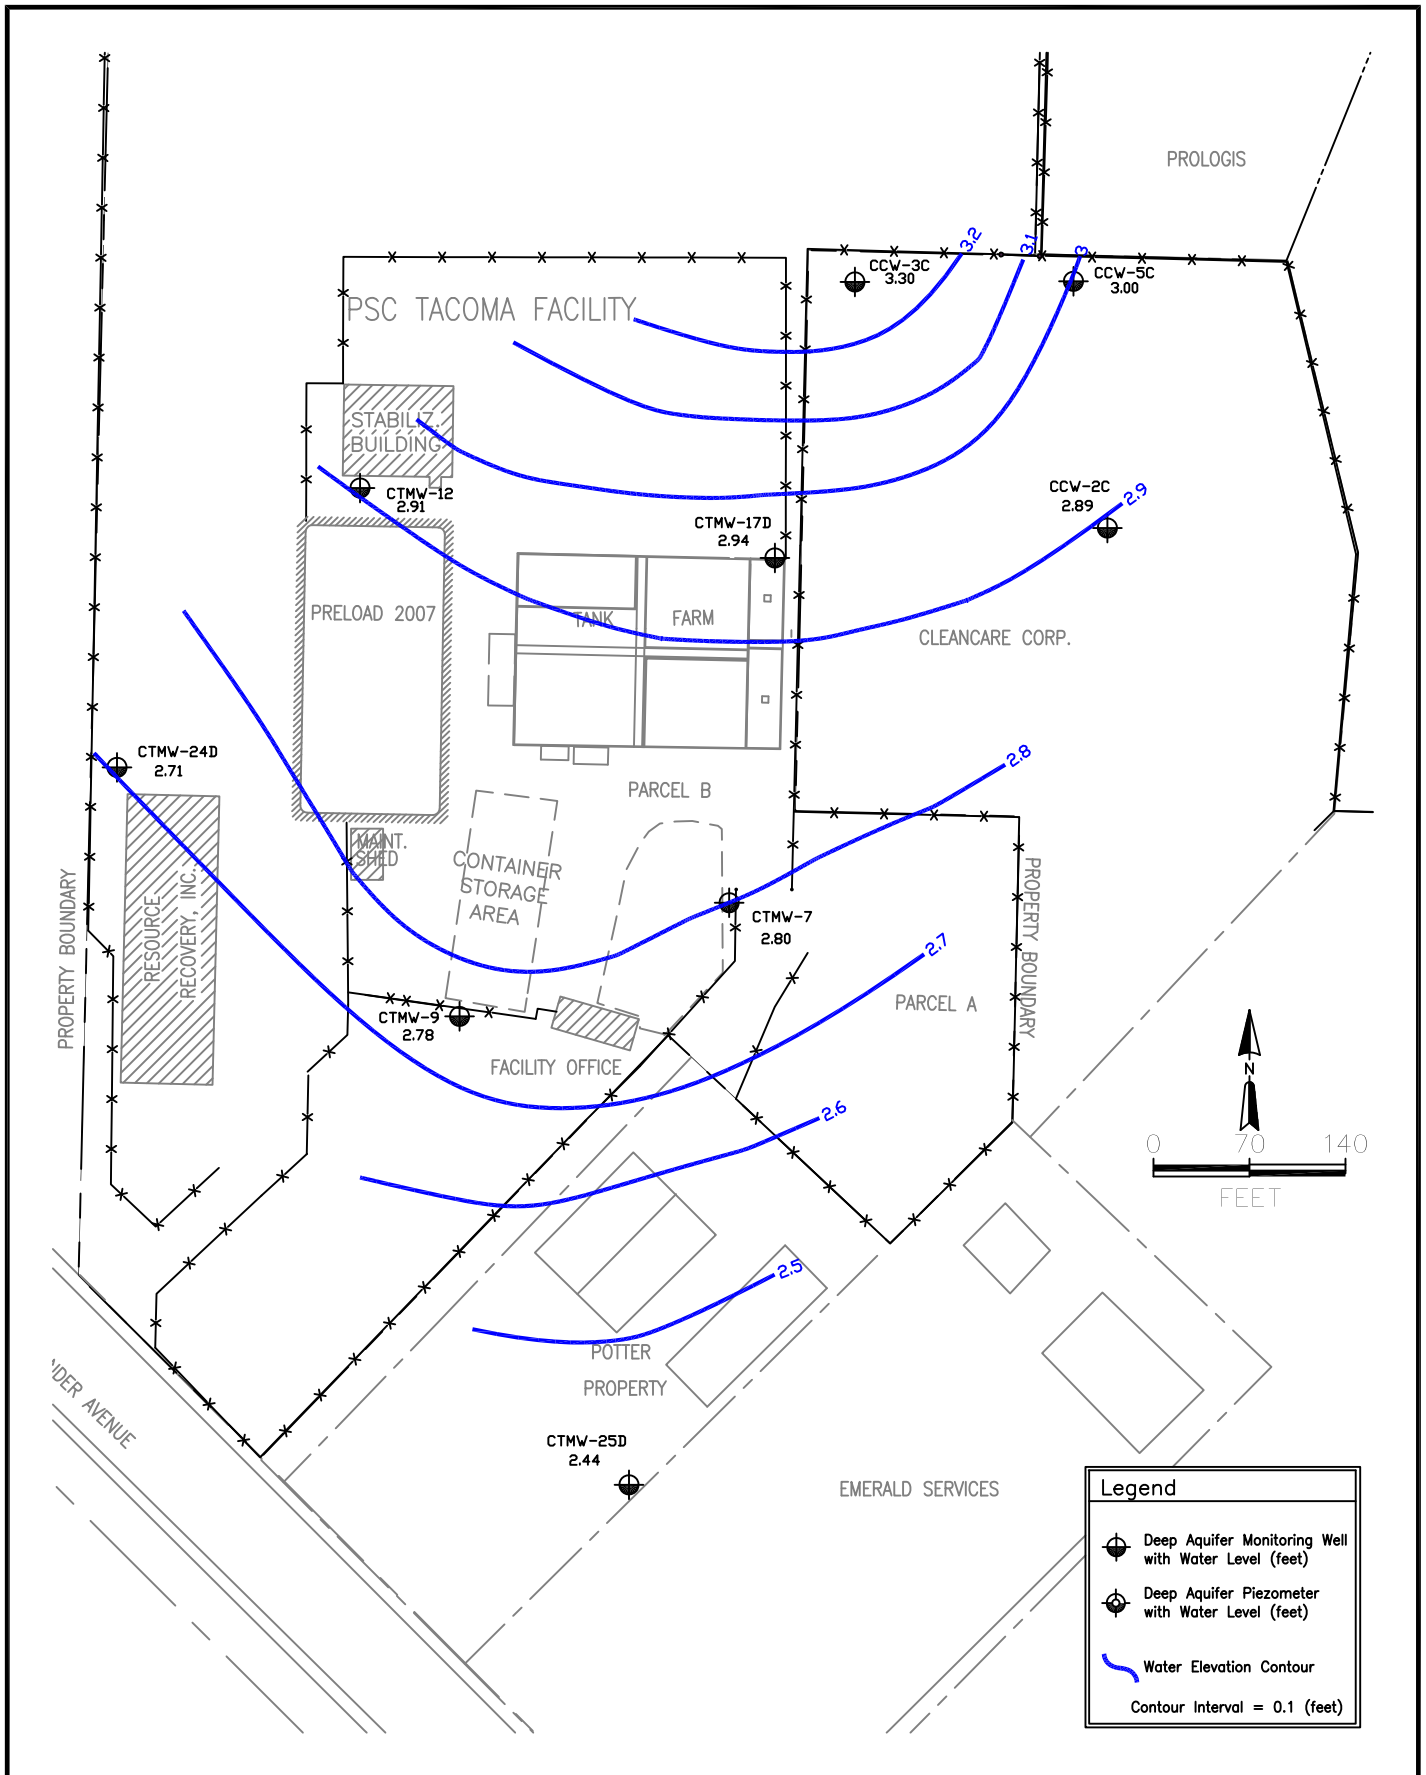 PROLOGIS
3.2
3.1
3
CCW-3C
3.30
CCW-5C
3.00
PSC TACOMA FACILITY
STABILIZ.
BUILDING
CTMW-12
2.91
CCW-2C
2.89
2.9
CTMW-17D
2.94
PRELOAD 2007
TANK FARM
CLEANCARE CORP.
CTMW-24D
2.71
2.8
PARCEL B
MAINT.
SHED
CONTAINER
STORAGE
AREA
PROPERTY BOUNDARY
RESOURCE
RECOVERY, INC.
CTMW-7
2.80
PROPERTY BOUNDARY
2.7
PARCEL A
CTMW-9
2.78
FACILITY OFFICE
N
2.6
0 70 140
FEET
2.5
POTTER
PROPERTY
NDER AVENUE
CTMW-25D
2.44
EMERALD SERVICES
Legend
Deep Aquifer Monitoring Well
with Water Level (feet)
Deep Aquifer Piezometer
with Water Level (feet)
Water Elevation Contour
Contour Interval = 0.1 (feet)